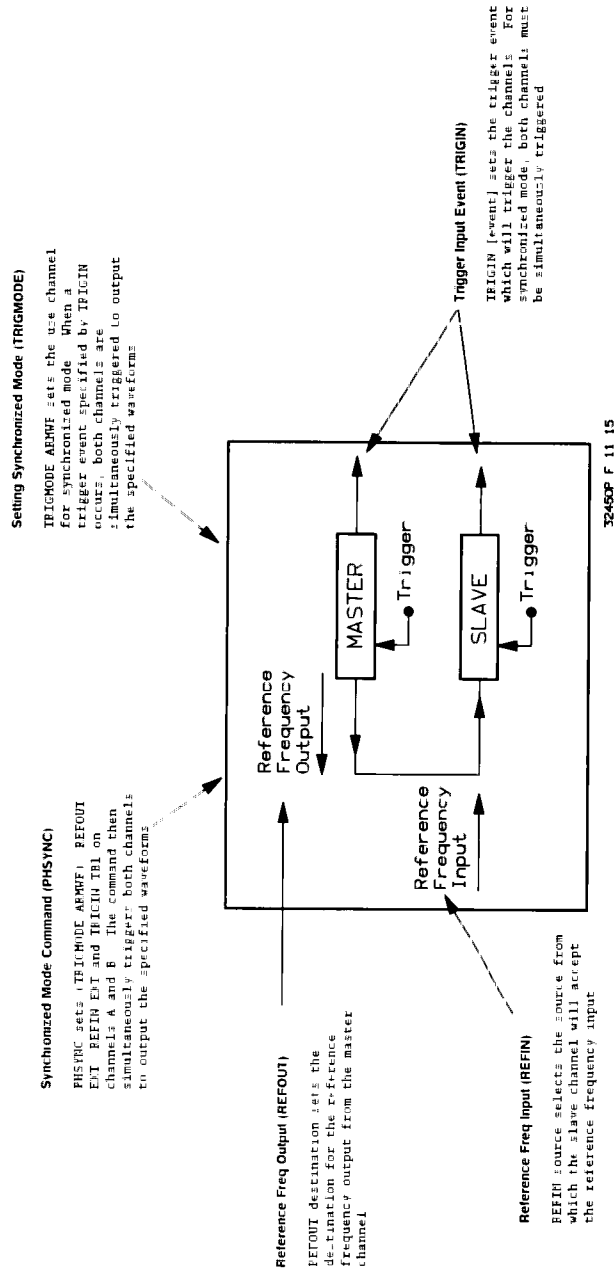 Synchronized Mode Command (PHSYNC)
PHSYNC sets (TRIGMODE ARMWF) REFOUT
EXT REFIN EXT and TRIGIN TB1 on
channels A and B The command then
simultaneously triggers both channels
to output the specified waveforms
Setting Synchronized Mode (TRIGMODE)
TRIGMODE ARMWF sets the use channel
for synchronized mode When a
trigger event specified by TRIGIN
occurs, both channels are
simultaneously triggered to output
the specified waveforms
Reference Freq Output (REFOUT)
REFOUT destination sets the
destination for the reference
frequency output from the master
channel
Reference
Frequency
Output
MASTER
Trigger
Reference
Frequency
Input
SLAVE
Trigger
Reference Freq Input (REFIN)
REFIN source selects the source from
which the slave channel will accept
the reference frequency input
Trigger Input Event (TRIGIN)
TRIGIN [event] sets the trigger event
which will trigger the channels For
synchronized mode, both channels must
be simultaneously triggered
32450P F 11 15